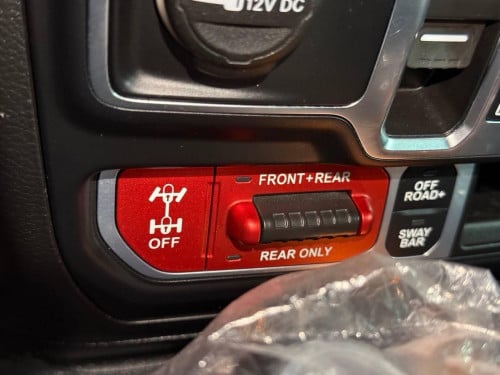 12V DC
FRONT+REAR
OFF
REAR ONLY
OFF
ROAD+
SWAY
BAR